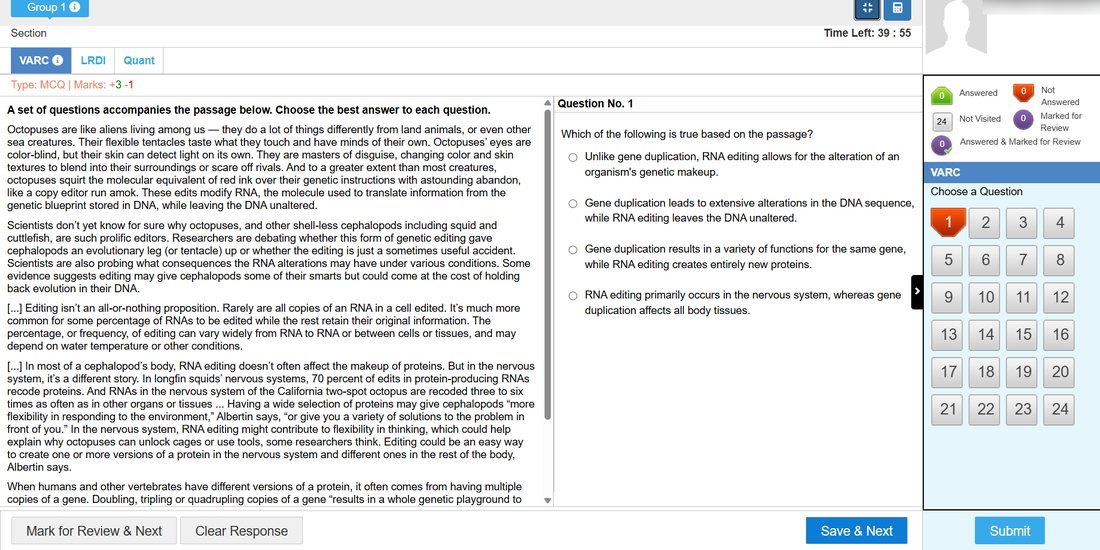 Group 1 i
Section
Time Left: 39 : 55
VARC i
LRDI
Quant
Type: MCQ | Marks: +3 -1
A set of questions accompanies the passage below. Choose the best answer to each question.
Octopuses are like aliens living among us — they do a lot of things differently from land animals, or even other
sea creatures. Their flexible tentacles taste what they touch and have minds of their own. Octopuses' eyes are
color-blind, but their skin can detect light on its own. They are masters of disguise, changing color and skin
textures to blend into their surroundings or scare off rivals. And to a greater extent than most creatures,
octopuses squirt the molecular equivalent of red ink over their genetic instructions with astounding abandon,
like a copy editor run amok. These edits modify RNA, the molecule used to translate information from the
genetic blueprint stored in DNA, while leaving the DNA unaltered.
Scientists don't yet know for sure why octopuses, and other shell-less cephalopods including squid and
cuttlefish, are such prolific editors. Researchers are debating whether this form of genetic editing gave
cephalopods an evolutionary leg (or tentacle) up or whether the editing is just a sometimes useful accident.
Scientists are also probing what consequences the RNA alterations may have under various conditions. Some
evidence suggests editing may give cephalopods some of their smarts but could come at the cost of holding
back evolution in their DNA.
[...] Editing isn't an all-or-nothing proposition. Rarely are all copies of an RNA in a cell edited. It's much more
common for some percentage of RNAs to be edited while the rest retain their original information. The
percentage, or frequency, of editing can vary widely from RNA to RNA or between cells or tissues, and may
depend on water temperature or other conditions.
[...] In most of a cephalopod's body, RNA editing doesn't often affect the makeup of proteins. But in the nervous
system, it's a different story. In longfin squids' nervous systems, 70 percent of edits in protein-producing RNAs
recode proteins. And RNAs in the nervous system of the California two-spot octopus are recoded three to six
times as often as in other organs or tissues ... Having a wide selection of proteins may give cephalopods "more
flexibility in responding to the environment," Albertin says, "or give you a variety of solutions to the problem in
front of you." In the nervous system, RNA editing might contribute to flexibility in thinking, which could help
explain why octopuses can unlock cages or use tools, some researchers think. Editing could be an easy way
to create one or more versions of a protein in the nervous system and different ones in the rest of the body,
Albertin says.
When humans and other vertebrates have different versions of a protein, it often comes from having multiple
copies of a gene. Doubling, tripling or quadrupling copies of a gene "results in a whole genetic playground to
Question No. 1
Which of the following is true based on the passage?
Unlike gene duplication, RNA editing allows for the alteration of an
organism's genetic makeup.
Gene duplication leads to extensive alterations in the DNA sequence,
while RNA editing leaves the DNA unaltered.
Gene duplication results in a variety of functions for the same gene,
while RNA editing creates entirely new proteins.
RNA editing primarily occurs in the nervous system, whereas gene
duplication affects all body tissues.
Mark for Review & Next
Clear Response
Save & Next
0 Answered
0 Not
Answered
24 Not Visited
0 Marked for
Review
0 Answered & Marked for Review
VARC
Choose a Question
1 2 3 4
5 6 7 8
9 10 11 12
13 14 15 16
17 18 19 20
21 22 23 24
Submit